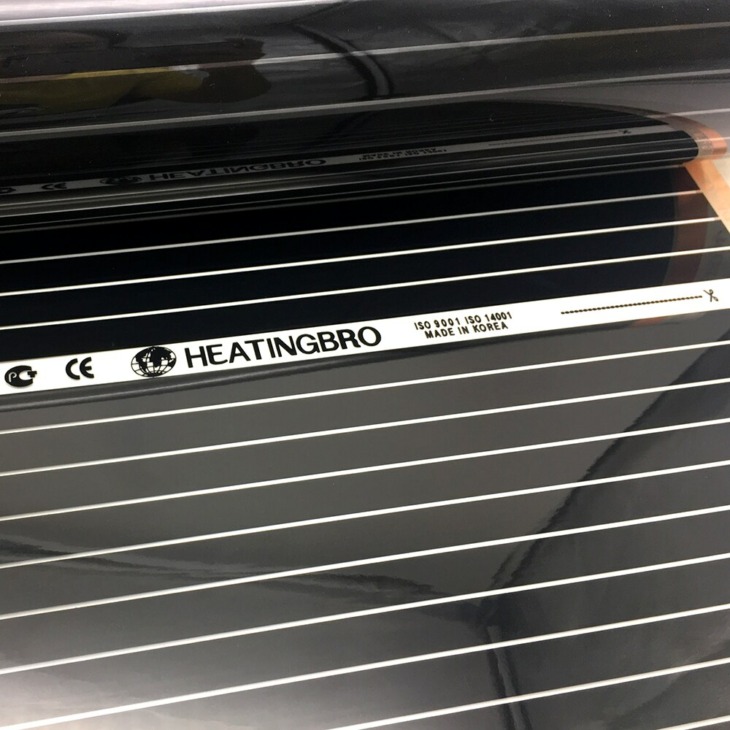 CE HEATINGBRO
ISO 9001 ISO 14001
MADE IN KOREA